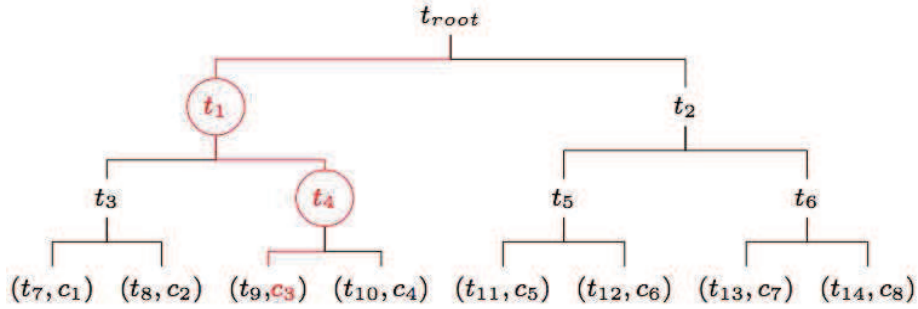 t_root
t_1 t_2
t_3 t_4 t_5 t_6
(t_7, c_1) (t_8, c_2) (t_9,c_3) (t_10, c_4) (t_11, c_5) (t_12, c_6) (t_13, c_7) (t_14, c_8)